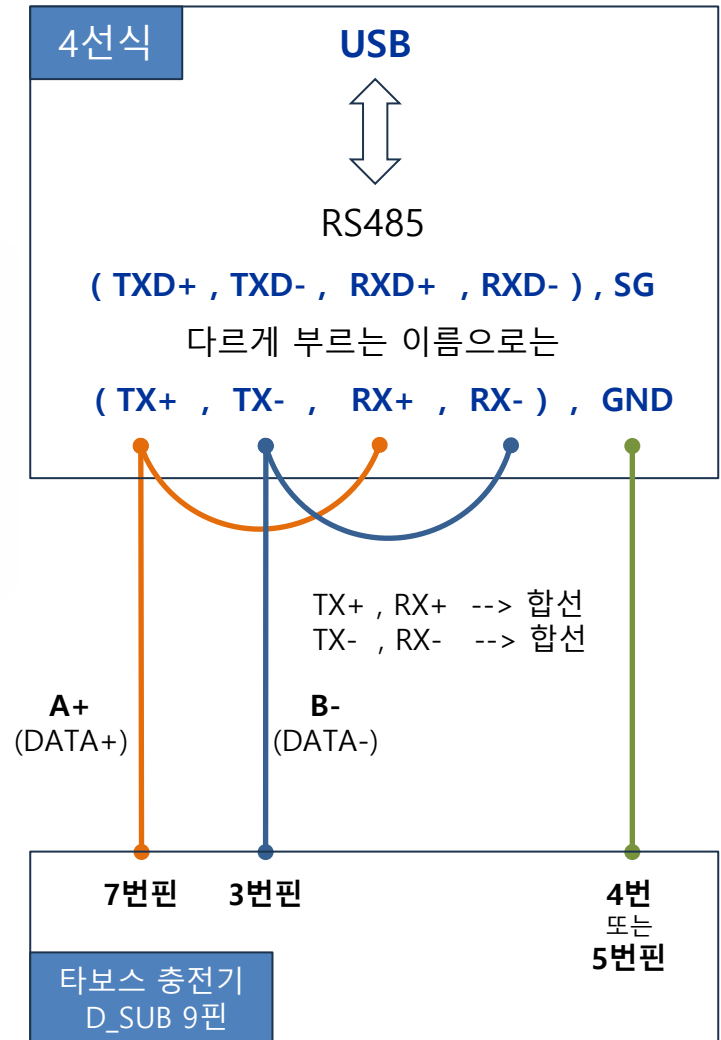 4선식
USB
RS485
( TXD+ , TXD- , RXD+ , RXD- ) , SG
다르게 부르는 이름으로는
( TX+ , TX- , RX+ , RX- ) , GND
TX+ , RX+ --> 합선
TX- , RX- --> 합선
A+
(DATA+)
B-
(DATA-)
7번핀
3번핀
4번
또는
5번핀
타보스 충전기
D_SUB 9핀